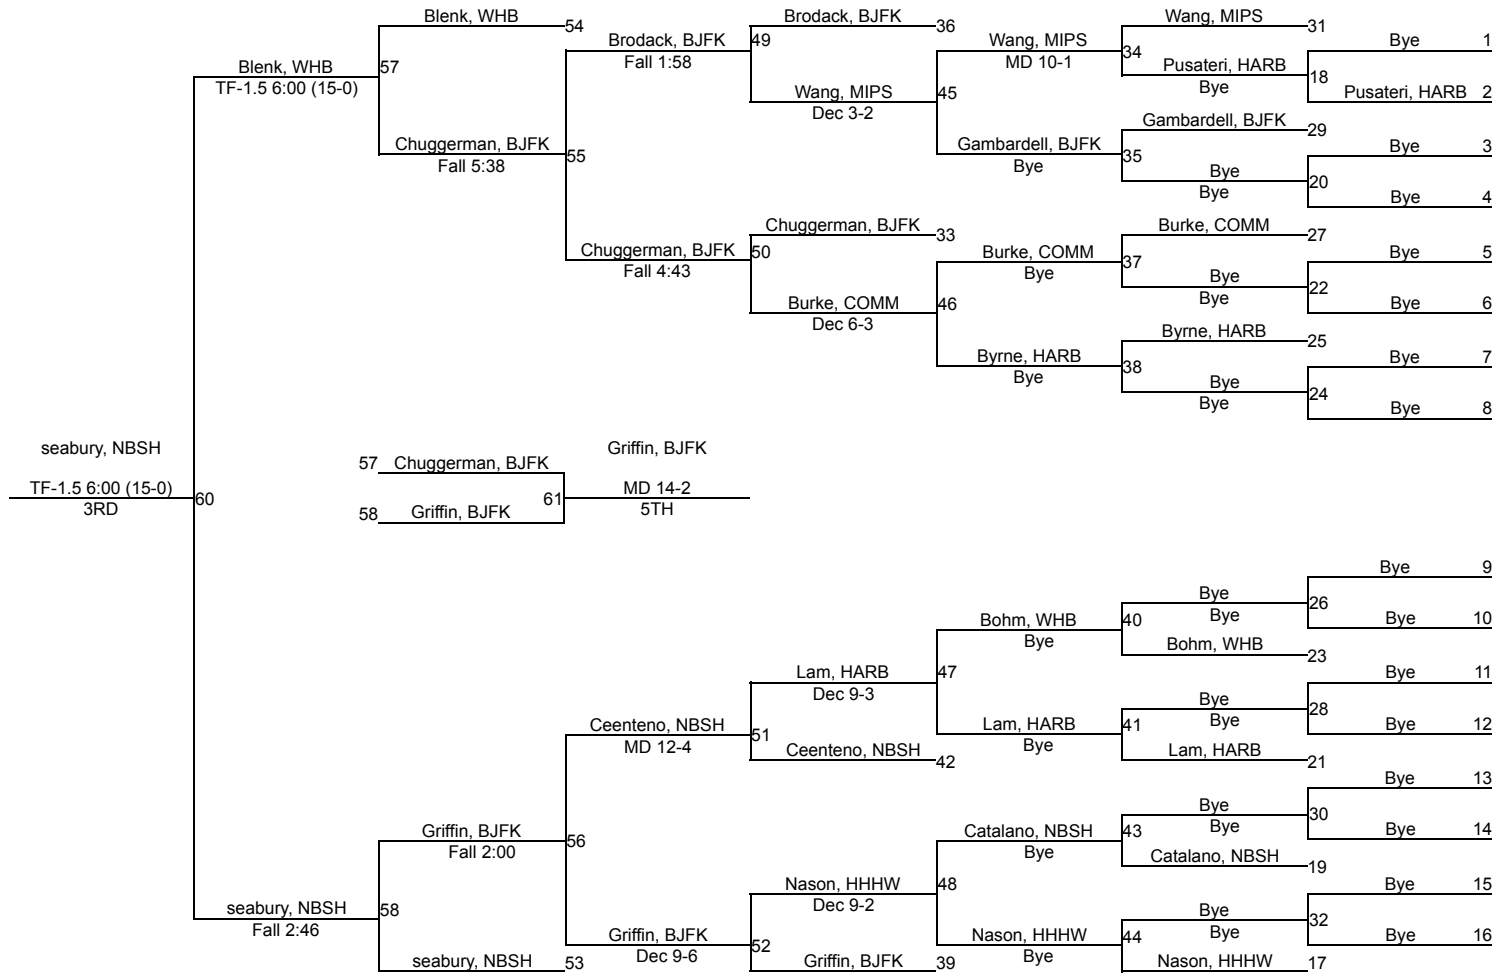 Blenk, WHB
54
Brodack, BJFK
36
Wang, MIPS
31
Bye 1
Brodack, BJFK
49
Wang, MIPS
34
Fall 1:58
MD 10-1
Pusateri, HARB
18
Blenk, WHB
57
Bye
TF-1.5 6:00 (15-0)
Wang, MIPS
45
Pusateri, HARB 2
Dec 3-2
Gambardell, BJFK
29
Chuggerman, BJFK
55
Gambardell, BJFK
35
Bye 3
Fall 5:38
Bye
Bye
20
Bye
Bye 4
Chuggerman, BJFK
33
Burke, COMM
27
Chuggerman, BJFK
50
Burke, COMM
37
Bye 5
Fall 4:43
Bye
Bye
22
Bye
Burke, COMM
46
Bye 6
Dec 6-3
Byrne, HARB
25
Byrne, HARB
38
Bye 7
Bye
Bye
24
Bye
Bye 8
seabury, NBSH
Griffin, BJFK
57
Chuggerman, BJFK
TF-1.5 6:00 (15-0)
60
61
MD 14-2
3RD
5TH
58
Griffin, BJFK
Bye 9
Bye
26
Bye
Bohm, WHB
40
Bye 10
Bye
Bohm, WHB
23
Lam, HARB
47
Bye 11
Dec 9-3
Bye
28
Bye
Ceenteno, NBSH
51
Lam, HARB
41
Bye 12
MD 12-4
Bye
Ceenteno, NBSH
42
Lam, HARB
21
Bye 13
Bye
30
Bye
Griffin, BJFK
56
Catalano, NBSH
43
Bye 14
Fall 2:00
Bye
Catalano, NBSH
19
Nason, HHHW
48
Bye 15
Dec 9-2
seabury, NBSH
58
Bye
32
Fall 2:46
Bye
Griffin, BJFK
52
Nason, HHHW
44
Bye 16
Dec 9-6
Bye
seabury, NBSH
53
Griffin, BJFK
39
Nason, HHHW
17